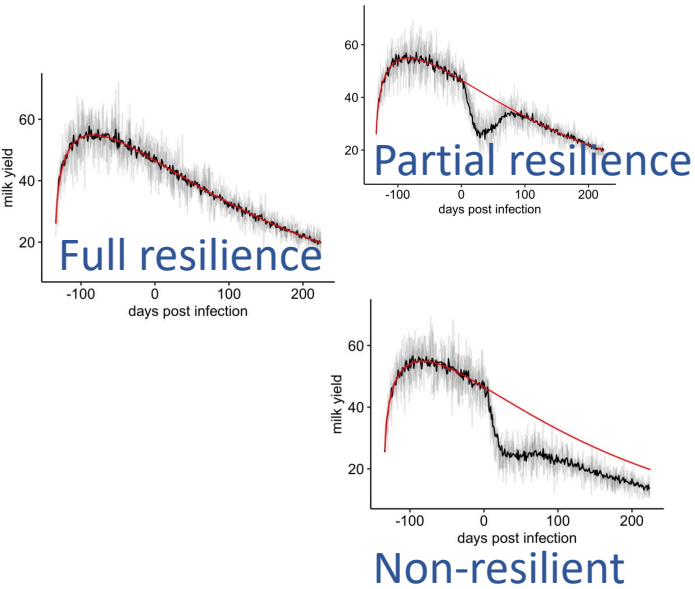 60
40
20
Partial resilience
-100 0 100 200
days post infection
milk yield
60
40
20
Full resilience
-100 0 100 200
days post infection
milk yield
60
40
20
-100 0 100 200
days post infection
Non-resilient